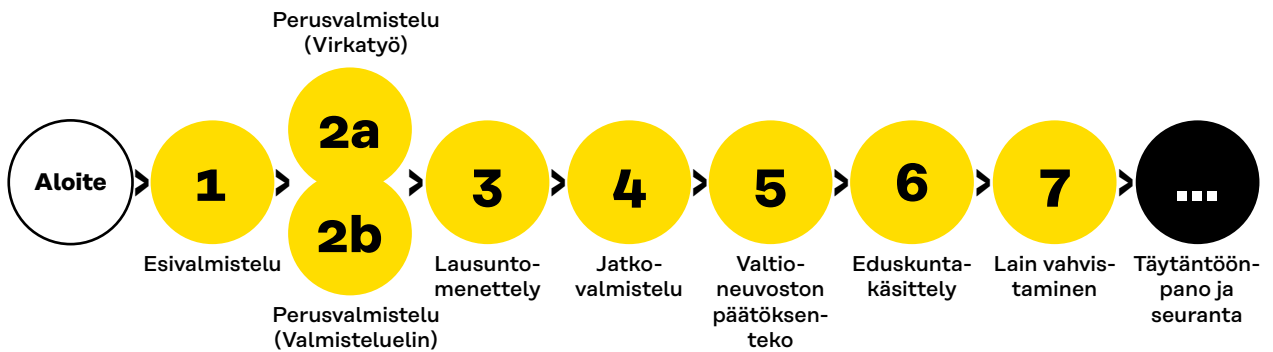 Aloite
>
1
Esivalmistelu
>
Perusvalmistelu
(Virkatyö)
2a
2b
Perusvalmistelu
(Valmisteluelin)
>
3
Lausunto-
menettely
>
4
Jatko-
valmistelu
>
5
Valtio-
neuvoston
päätöksen-
teko
>
6
Eduskunta-
käsittely
>
7
Lain vahvis-
taminen
>
...
Täytäntöön-
pano ja
seuranta